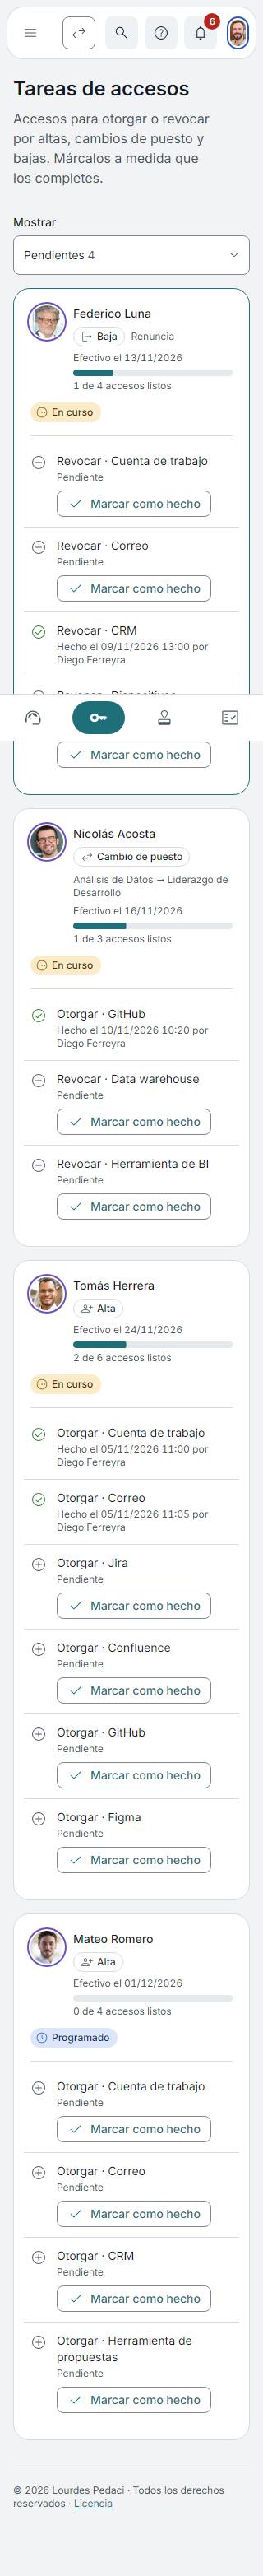 6
Tareas de accesos
Accesos para otorgar o revocar
por altas, cambios de puesto y
bajas. Márcalos a medida que
los completes.
Mostrar
Pendientes 4
Federico Luna
Baja Renuncia
Efectivo el 13/11/2026
1 de 4 accesos listos
En curso
Revocar · Cuenta de trabajo
Pendiente
Marcar como hecho
Revocar · Correo
Pendiente
Marcar como hecho
Revocar · CRM
Hecho el 09/11/2026 13:00 por
Diego Ferreyra
Marcar como hecho
Nicolás Acosta
Cambio de puesto
Análisis de Datos → Liderazgo de
Desarrollo
Efectivo el 16/11/2026
1 de 3 accesos listos
En curso
Otorgar · GitHub
Hecho el 10/11/2026 10:20 por
Diego Ferreyra
Revocar · Data warehouse
Pendiente
Marcar como hecho
Revocar · Herramienta de BI
Pendiente
Marcar como hecho
Tomás Herrera
Alta
Efectivo el 24/11/2026
2 de 6 accesos listos
En curso
Otorgar · Cuenta de trabajo
Hecho el 05/11/2026 11:00 por
Diego Ferreyra
Otorgar · Correo
Hecho el 05/11/2026 11:05 por
Diego Ferreyra
Otorgar · Jira
Pendiente
Marcar como hecho
Otorgar · Confluence
Pendiente
Marcar como hecho
Otorgar · GitHub
Pendiente
Marcar como hecho
Otorgar · Figma
Pendiente
Marcar como hecho
Mateo Romero
Alta
Efectivo el 01/12/2026
0 de 4 accesos listos
Programado
Otorgar · Cuenta de trabajo
Pendiente
Marcar como hecho
Otorgar · Correo
Pendiente
Marcar como hecho
Otorgar · CRM
Pendiente
Marcar como hecho
Otorgar · Herramienta de
propuestas
Pendiente
Marcar como hecho
© 2026 Lourdes Pedaci · Todos los derechos
reservados · Licencia